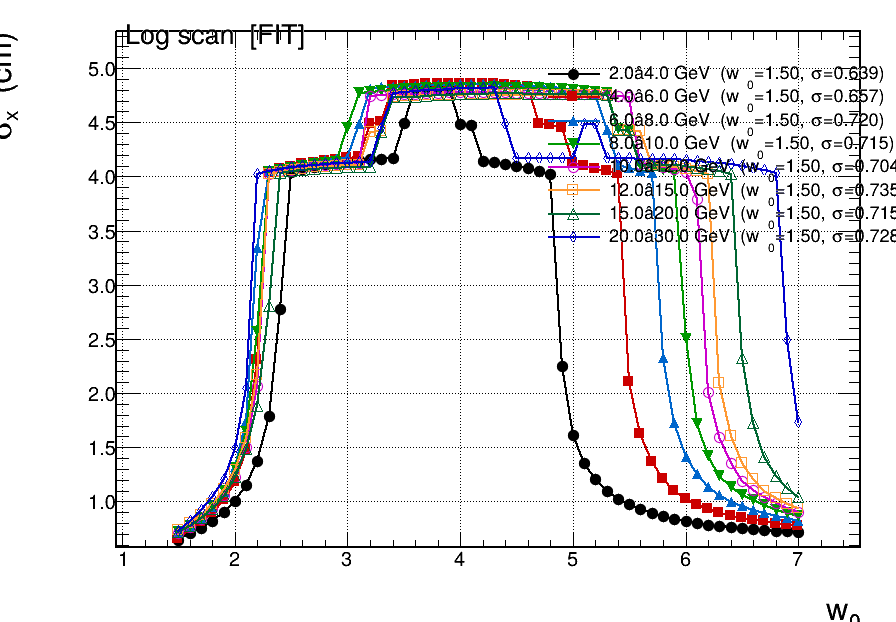 Log scan [FIT]
σx (cm)
5.0
4.5
4.0
3.5
3.0
2.5
2.0
1.5
1.0
1 2 3 4 5 6 7
w0
2.0â4.0 GeV (w0=1.50, σ=0.639)
4.0â6.0 GeV (w0=1.50, σ=0.657)
6.0â8.0 GeV (w0=1.50, σ=0.720)
8.0â10.0 GeV (w0=1.50, σ=0.715)
10.0â12.0 GeV (w0=1.50, σ=0.704
12.0â15.0 GeV (w0=1.50, σ=0.735
15.0â20.0 GeV (w0=1.50, σ=0.715
20.0â30.0 GeV (w0=1.50, σ=0.728